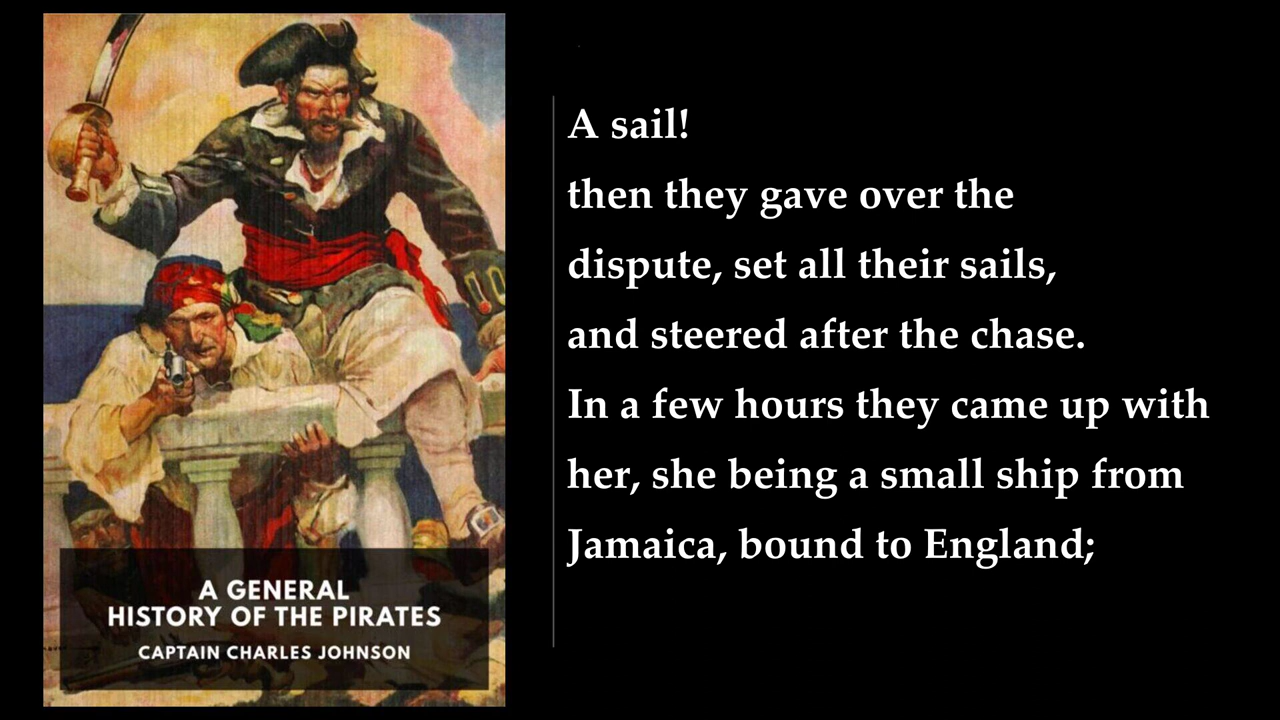 A sail!
then they gave over the
dispute, set all their sails,
and steered after the chase.
In a few hours they came up with
her, she being a small ship from
Jamaica, bound to England;
A GENERAL
HISTORY OF THE PIRATES
CAPTAIN CHARLES JOHNSON